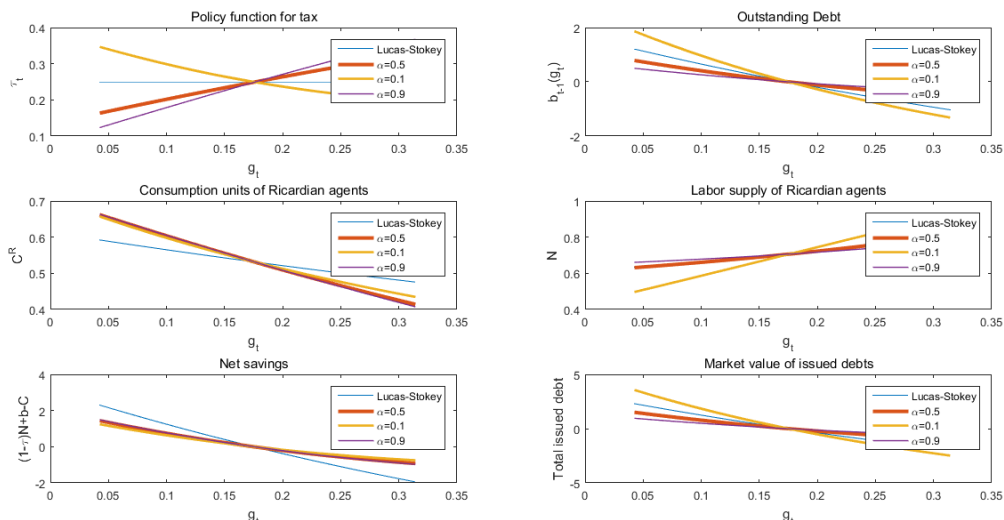 Policy function for tax
τt
0.4
0.3
0.2
0.1
0
0.05
0.1
0.15
0.2
0.25
0.3
0.35
gt
Lucas-Stokey
α=0.5
α=0.1
α=0.9
Outstanding Debt
bt-1(gt)
2
0
-2
0
0.05
0.1
0.15
0.2
0.25
0.3
0.35
gt
Lucas-Stokey
α=0.5
α=0.1
α=0.9
Consumption units of Ricardian agents
CR
0.7
0.6
0.5
0.4
0
0.05
0.1
0.15
0.2
0.25
0.3
0.35
gt
Lucas-Stokey
α=0.5
α=0.1
α=0.9
Labor supply of Ricardian agents
N
1
0.8
0.6
0.4
0
0.05
0.1
0.15
0.2
0.25
0.3
0.35
gt
Lucas-Stokey
α=0.5
α=0.1
α=0.9
Net savings
(1-τ)N+b-C
4
2
0
-2
0
0.05
0.1
0.15
0.2
0.25
0.3
0.35
Lucas-Stokey
α=0.5
α=0.1
α=0.9
Market value of issued debts
Total issued debt
5
0
-5
0
0.05
0.1
0.15
0.2
0.25
0.3
0.35
Lucas-Stokey
α=0.5
α=0.1
α=0.9